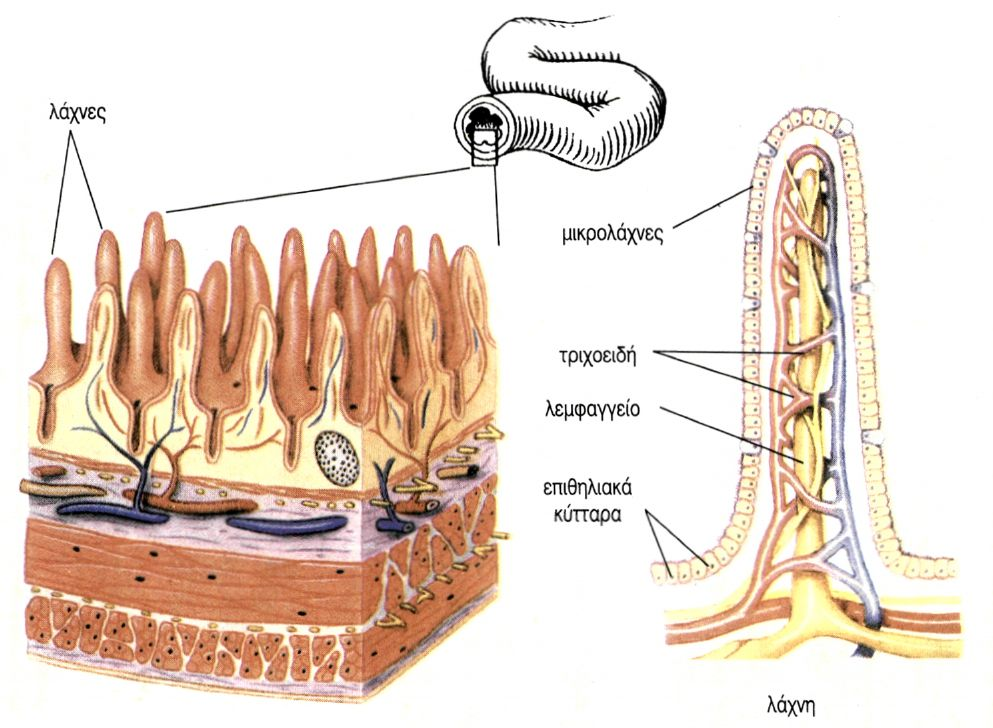 λάχνες
μικρολάχνες
τριχοειδή
λεμφαγγείο
επιθηλιακά
κύτταρα
λάχνη